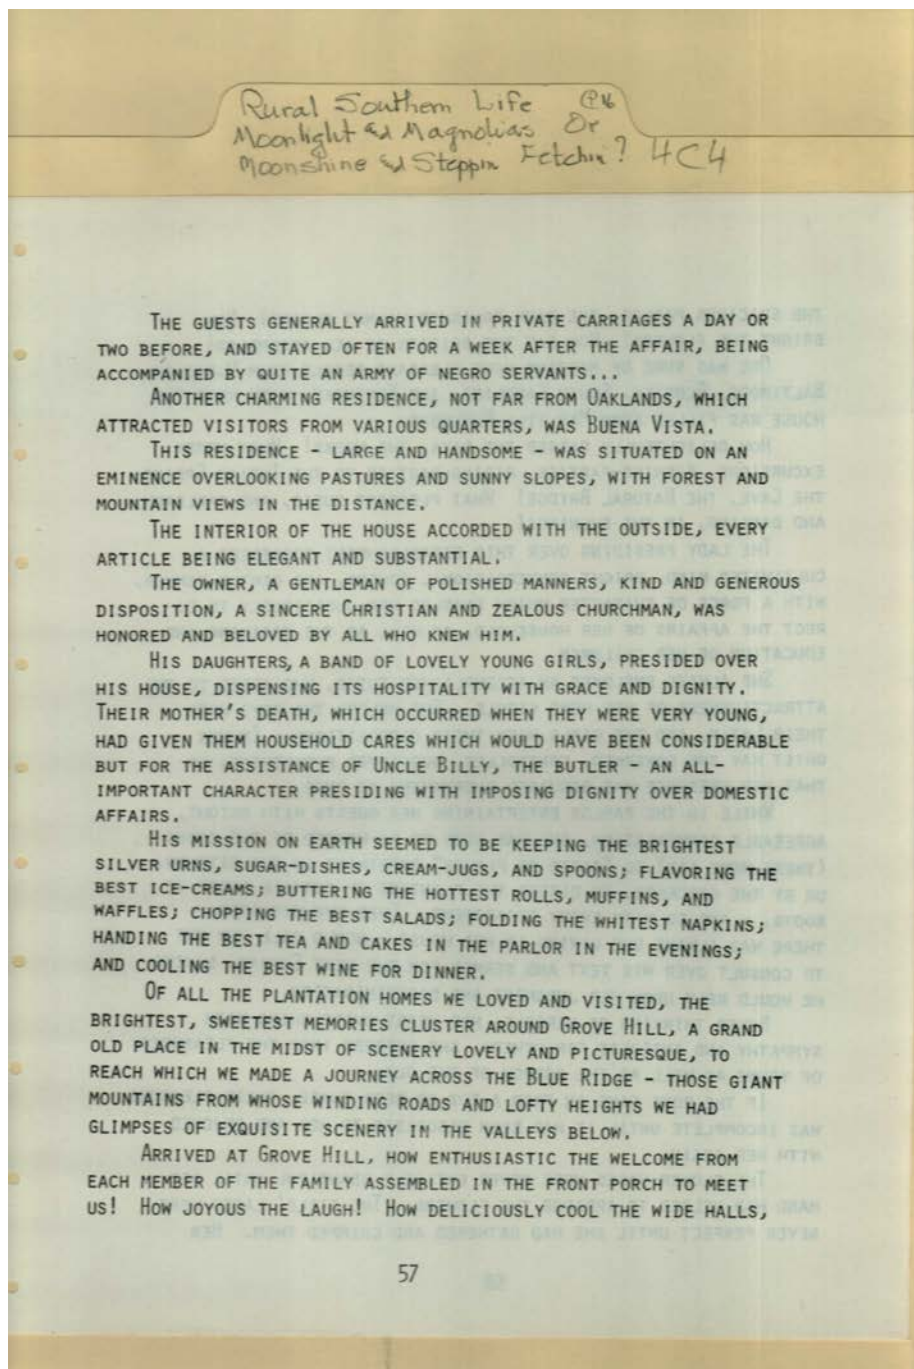 Rural Southern Life
Moonlight & Magnolias Or
Moonshine & Steppin Fetchin? 4C4
THE GUESTS GENERALLY ARRIVED IN PRIVATE CARRIAGES A DAY OR
TWO BEFORE, AND STAYED OFTEN FOR A WEEK AFTER THE AFFAIR, BEING
ACCOMPANIED BY QUITE AN ARMY OF NEGRO SERVANTS...
ANOTHER CHARMING RESIDENCE, NOT FAR FROM OAKLANDS, WHICH
ATTRACTED VISITORS FROM VARIOUS QUARTERS, WAS BUENA VISTA.
THIS RESIDENCE - LARGE AND HANDSOME - WAS SITUATED ON AN
EMINENCE OVERLOOKING PASTURES AND SUNNY SLOPES, WITH FOREST AND
MOUNTAIN VIEWS IN THE DISTANCE.
THE INTERIOR OF THE HOUSE ACCORDED WITH THE OUTSIDE, EVERY
ARTICLE BEING ELEGANT AND SUBSTANTIAL.
THE OWNER, A GENTLEMAN OF POLISHED MANNERS, KIND AND GENEROUS
DISPOSITION, A SINCERE CHRISTIAN AND ZEALOUS CHURCHMAN, WAS
HONORED AND BELOVED BY ALL WHO KNEW HIM.
HIS DAUGHTERS, A BAND OF LOVELY YOUNG GIRLS, PRESIDED OVER
HIS HOUSE, DISPENSING ITS HOSPITALITY WITH GRACE AND DIGNITY.
THEIR MOTHER'S DEATH, WHICH OCCURRED WHEN THEY WERE VERY YOUNG,
HAD GIVEN THEM HOUSEHOLD CARES WHICH WOULD HAVE BEEN CONSIDERABLE
BUT FOR THE ASSISTANCE OF UNCLE BILLY, THE BUTLER - AN ALL-
IMPORTANT CHARACTER PRESIDING WITH IMPOSING DIGNITY OVER DOMESTIC
AFFAIRS.
HIS MISSION ON EARTH SEEMED TO BE KEEPING THE BRIGHTEST
SILVER URNS, SUGAR-DISHES, CREAM-JUGS, AND SPOONS; FLAVORING THE
BEST ICE-CREAMS; BUTTERING THE HOTTEST ROLLS, MUFFINS, AND
WAFFLES; CHOPPING THE BEST SALADS; FOLDING THE WHITEST NAPKINS;
HANDING THE BEST TEA AND CAKES IN THE PARLOR IN THE EVENINGS;
AND COOLING THE BEST WINE FOR DINNER.
OF ALL THE PLANTATION HOMES WE LOVED AND VISITED, THE
BRIGHTEST, SWEETEST MEMORIES CLUSTER AROUND GROVE HILL, A GRAND
OLD PLACE IN THE MIDST OF SCENERY LOVELY AND PICTURESQUE, TO
REACH WHICH WE MADE A JOURNEY ACROSS THE BLUE RIDGE - THOSE GIANT
MOUNTAINS FROM WHOSE WINDING ROADS AND LOFTY HEIGHTS WE HAD
GLIMPSES OF EXQUISITE SCENERY IN THE VALLEYS BELOW.
ARRIVED AT GROVE HILL, HOW ENTHUSIASTIC THE WELCOME FROM
EACH MEMBER OF THE FAMILY ASSEMBLED IN THE FRONT PORCH TO MEET
US! HOW JOYOUS THE LAUGH! HOW DELICIOUSLY COOL THE WIDE HALLS,
57